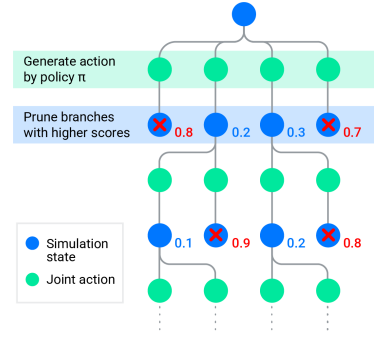 Generate action
by policy π
Prune branches
with higher scores
0.8
0.2
0.3
0.7
0.1
0.9
0.2
0.8
Simulation
state
Joint action